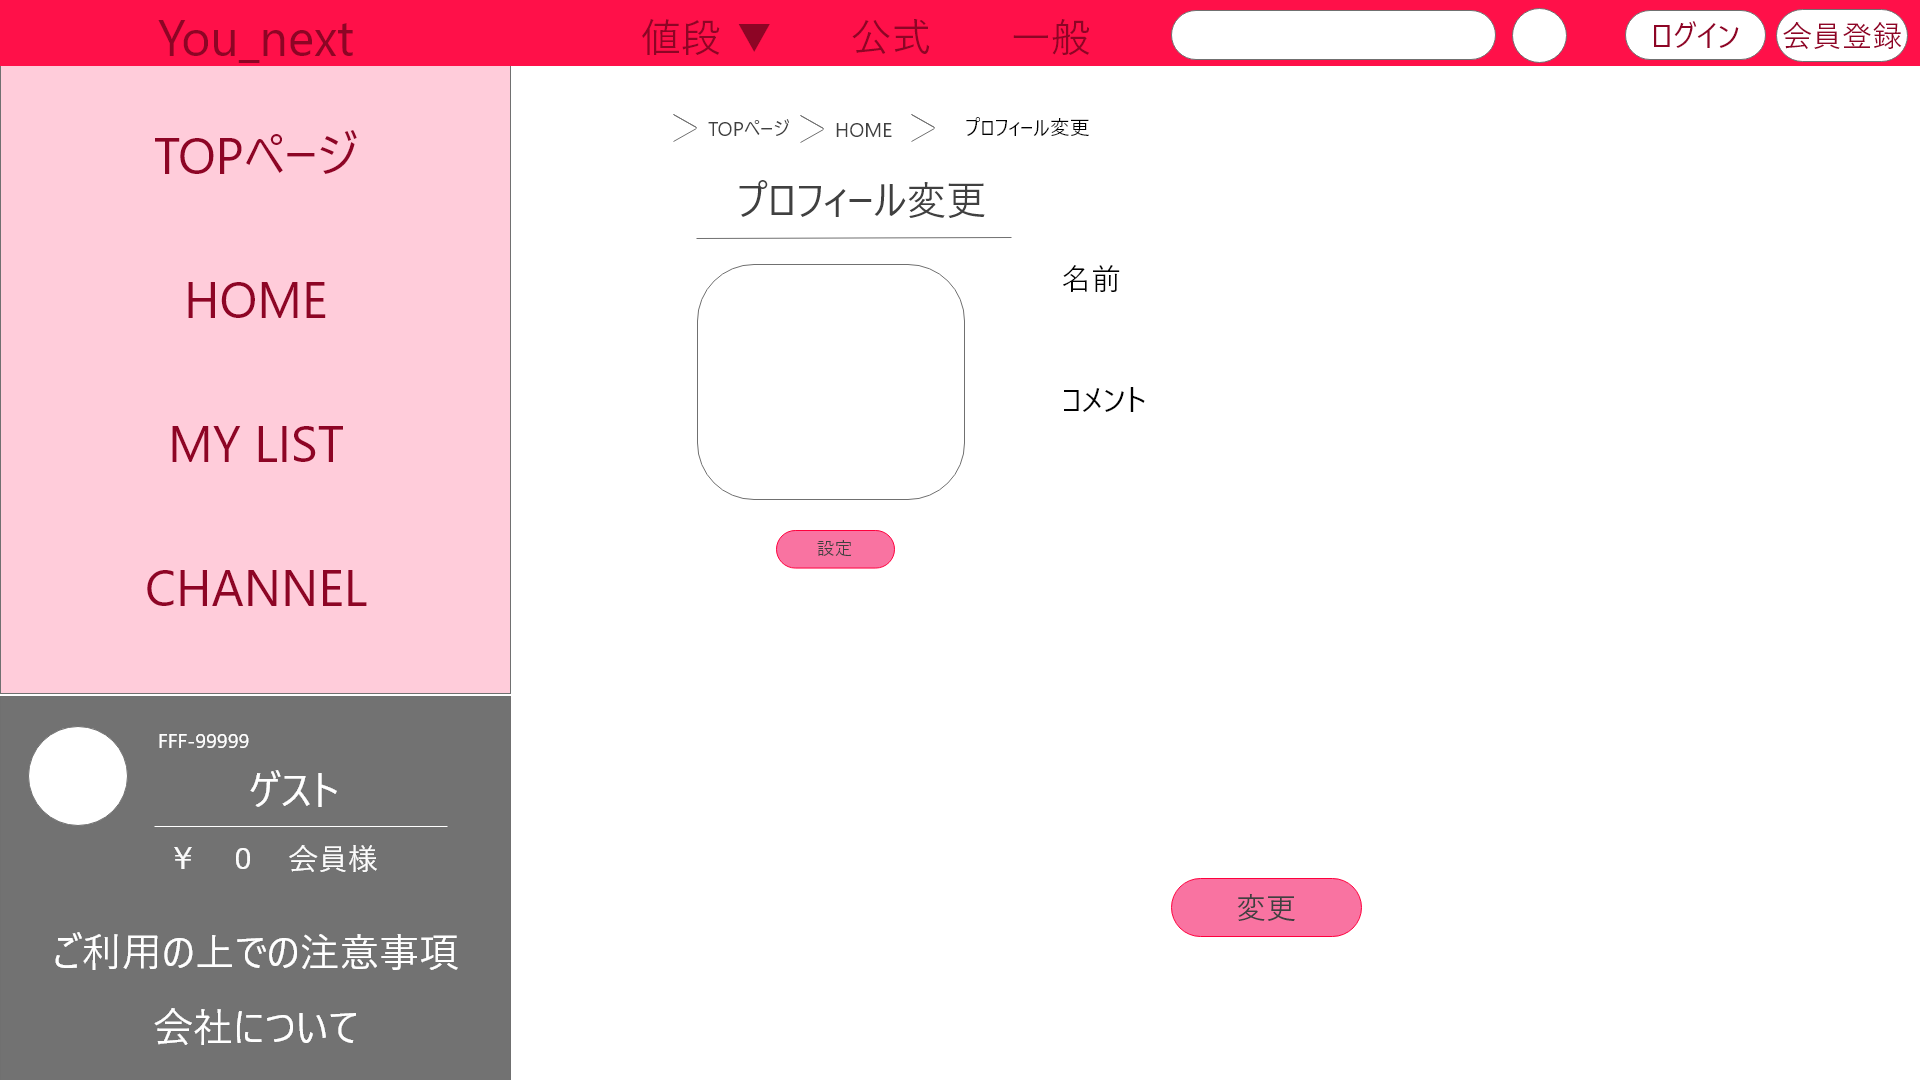 You_next
値段 ▼
公式
一般
ログイン
会員登録
TOPページ
HOME
MY LIST
CHANNEL
FFF-99999
ゲスト
￥ 0 会員様
ご利用の上での注意事項
会社について
＞ TOPページ ＞ HOME ＞ プロフィール変更
プロフィール変更
名前
コメント
設定
変更